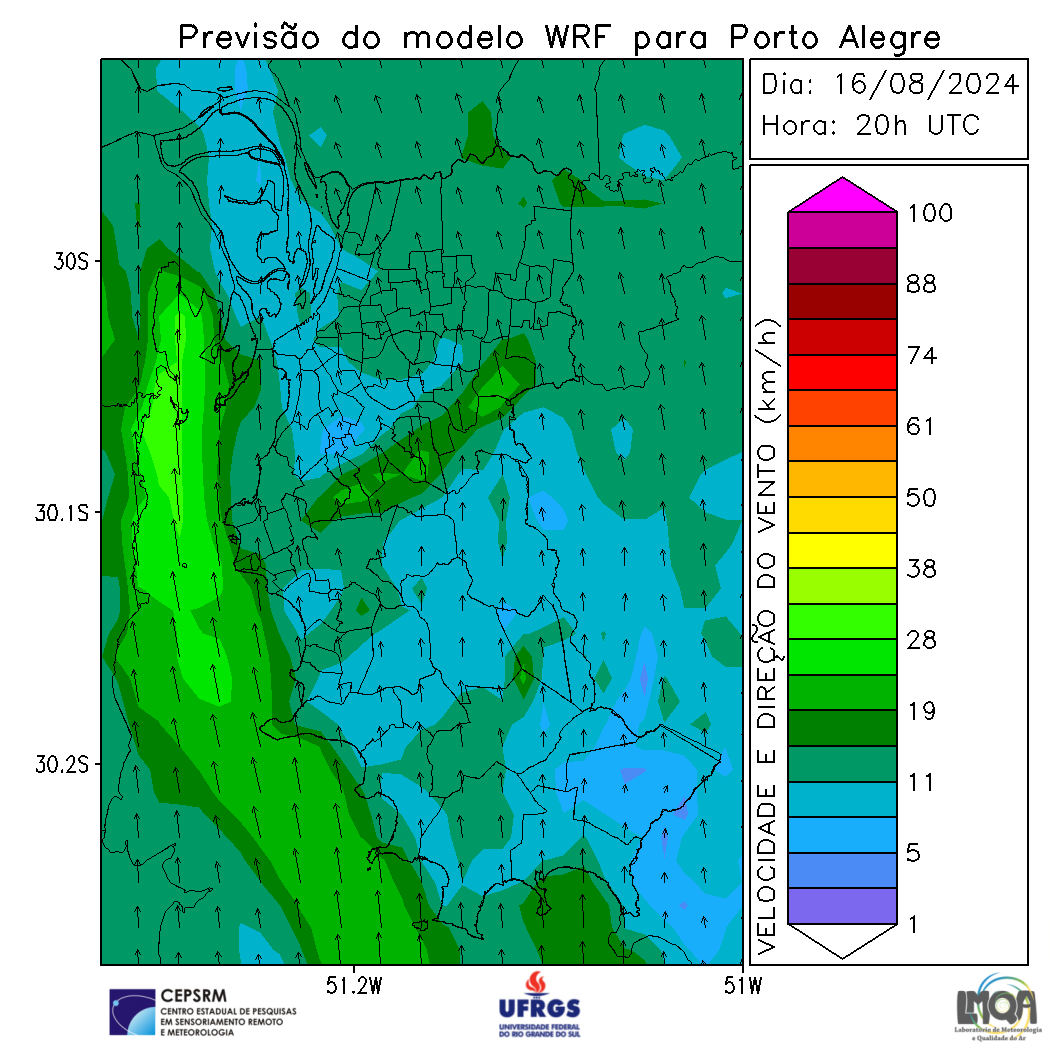 Previsão do modelo WRF para Porto Alegre
Dia: 16/08/2024
Hora: 20h UTC
30S
30.1S
30.2S
51.2W
51W
VELOCIDADE E DIREÇÃO DO VENTO (km/h)
100
88
74
61
50
38
28
19
11
5
1
CEPSRM
CENTRO ESTADUAL DE PESQUISAS
EM SENSORIAMENTO REMOTO
E METEOROLOGIA
UFRGS
UNIVERSIDADE FEDERAL
DO RIO GRANDE DO SUL
LMQA
Laboratório de Meteorologia
e Qualidade do Ar